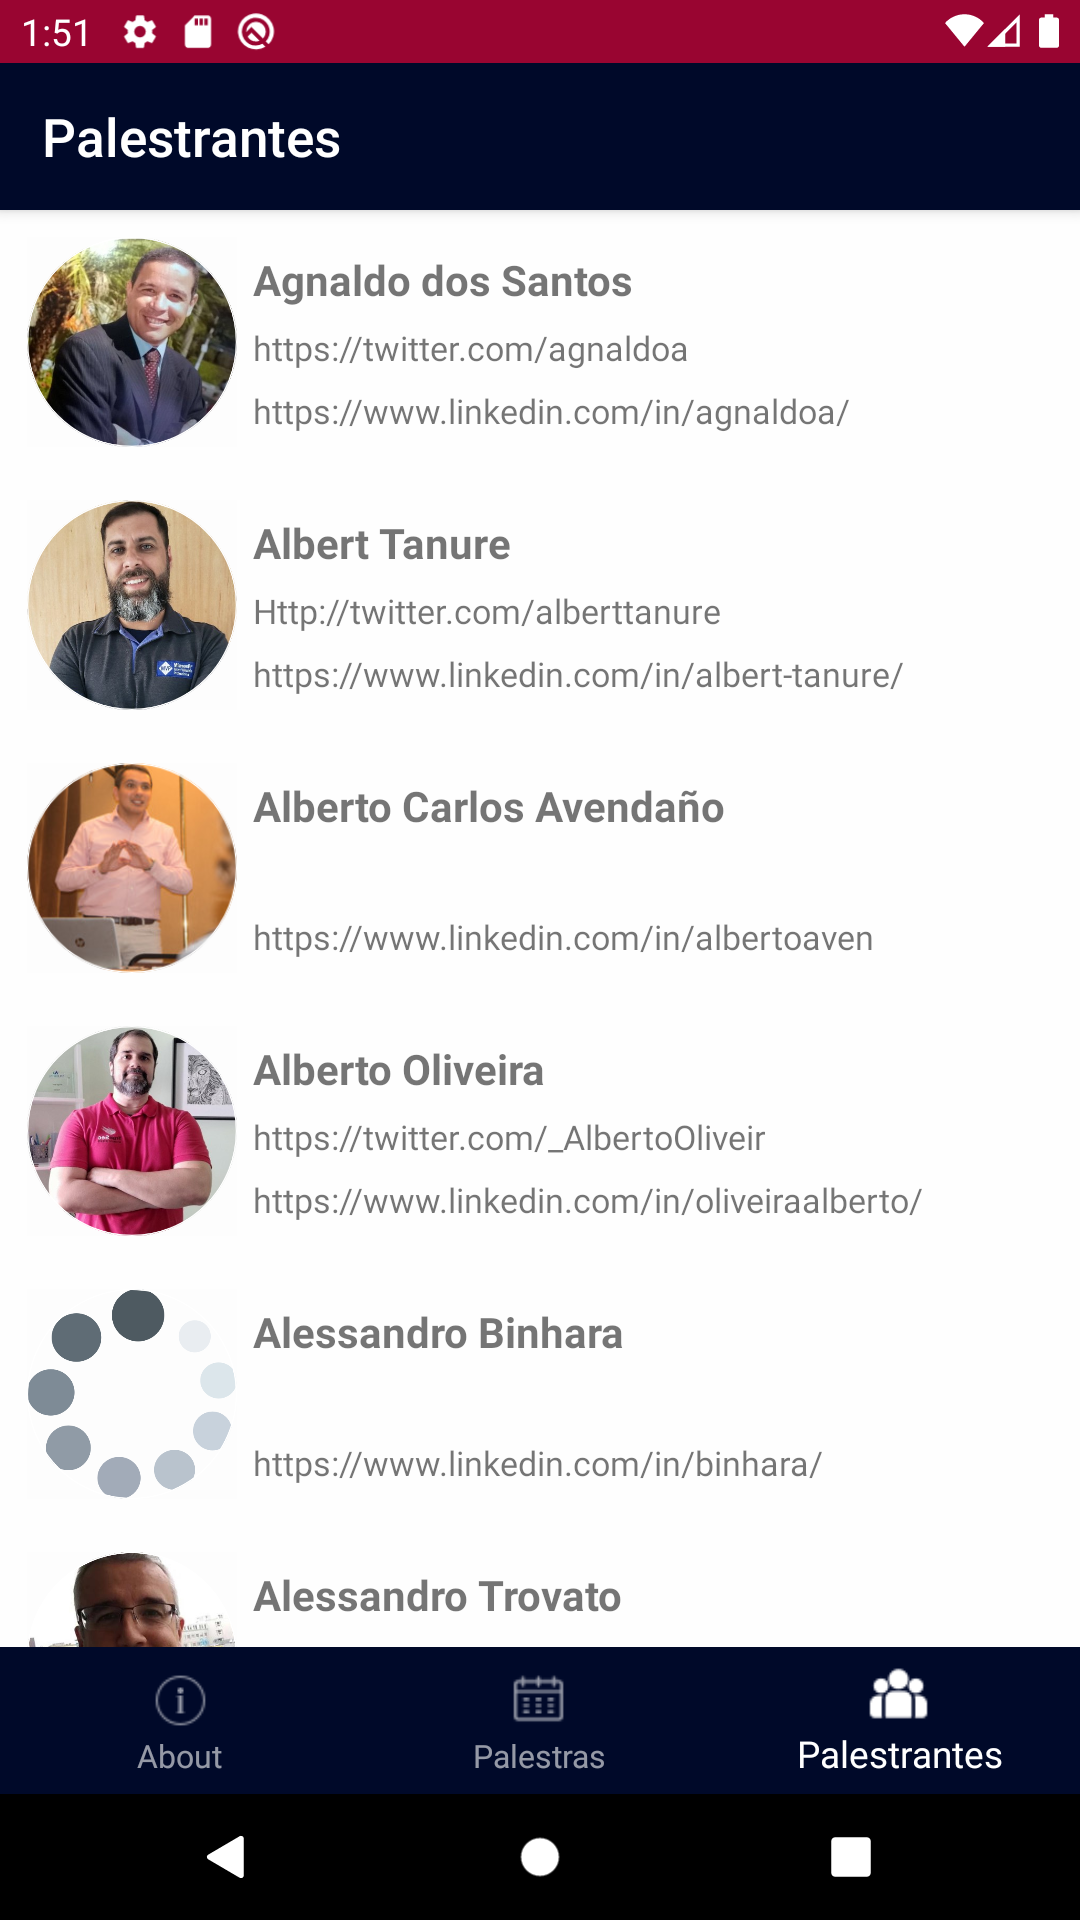 1:51
Palestrantes
Agnaldo dos Santos
https://twitter.com/agnaldoa
https://www.linkedin.com/in/agnaldoa/
Albert Tanure
Http://twitter.com/alberttanure
https://www.linkedin.com/in/albert-tanure/
Alberto Carlos Avendaño
https://www.linkedin.com/in/albertoaven
Alberto Oliveira
https://twitter.com/_AlbertoOliveir
https://www.linkedin.com/in/oliveiraalberto/
Alessandro Binhara
https://www.linkedin.com/in/binhara/
Alessandro Trovato
About
Palestras
Palestrantes